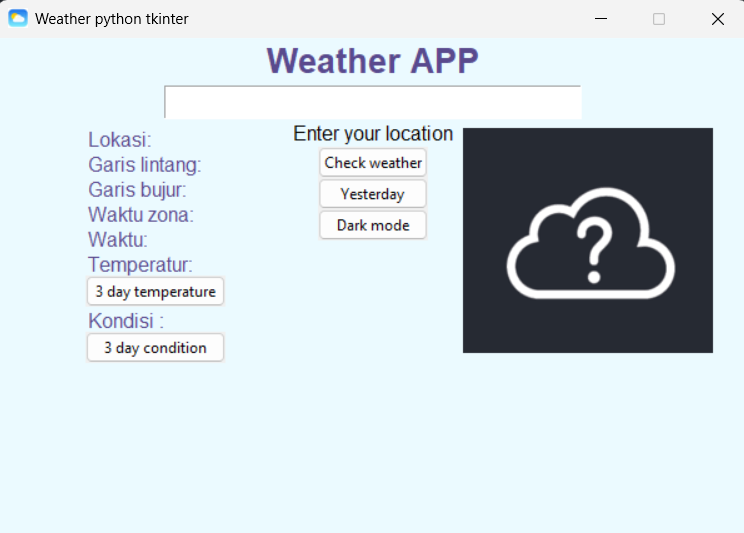 Weather python tkinter
Weather APP
Enter your location
Lokasi:
Garis lintang:
Garis bujur:
Waktu zona:
Waktu:
Temperatur:
3 day temperature
Kondisi :
3 day condition
Check weather
Yesterday
Dark mode
?